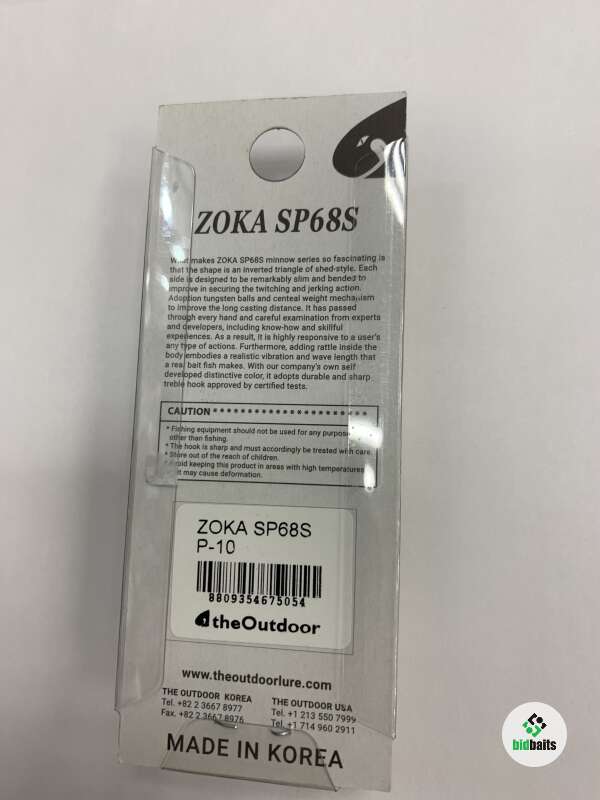 ZOKA SP68S
What makes ZOKA SP68S minnow series so fascinating is
that the shape is an inverted triangle of shed-style. Each
side is designed to be remarkably slim and bended to
improve in securing the twitching and jerking action.
Adoption tungsten balls and centeal weight mechanism
to improve the long casting distance. It has passed
through every hand and careful examination from experts
and developers, including know-how and skillful
experiences. As a result, it is highly responsive to a user's
any type of actions. Furthermore, adding rattle inside the
body embodies a realistic vibration and wave length that
a real bait fish makes. With our company's own self
developed distinctive color, it adopts durable and sharp
treble hook approved by certified tests.
CAUTION **********************
* Fishing equipment should not be used for any purpose
other than fishing.
* The hook is sharp and must accordingly be treated with care.
* Store out of the reach of children.
* Avoid keeping this product in areas with high temperatures
it may cause deformation.
ZOKA SP68S
P-10
8809354675054
theOutdoor
www.theoutdoorlure.com
THE OUTDOOR KOREA
Tel. +82 2 3667 8977
Fax. +82 2 3667 8976
THE OUTDOOR USA
Tel. +1 213 550 7999
Tel. +1 714 960 2911
MADE IN KOREA
bidbaits